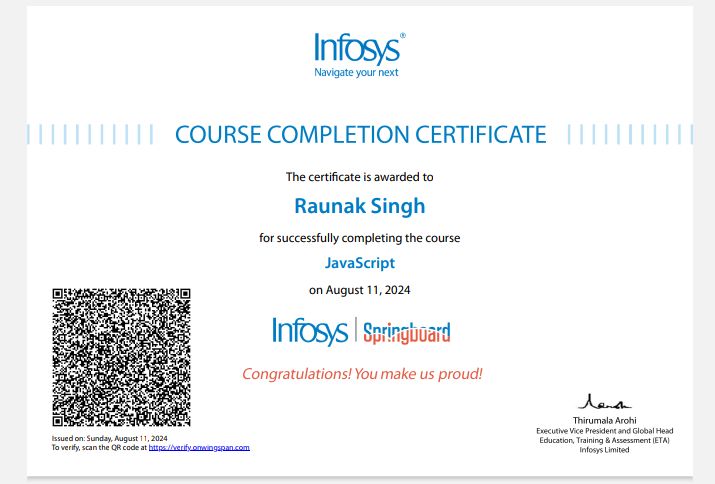 Infosys®
Navigate your next
COURSE COMPLETION CERTIFICATE
The certificate is awarded to
Raunak Singh
for successfully completing the course
JavaScript
on August 11, 2024
Infosys | Springboard
Congratulations! You make us proud!
Issued on: Sunday, August 11, 2024
To verify, scan the QR code at https://verify.onwingspan.com
Thirumala Arohi
Executive Vice President and Global Head
Education, Training & Assessment (ETA)
Infosys Limited